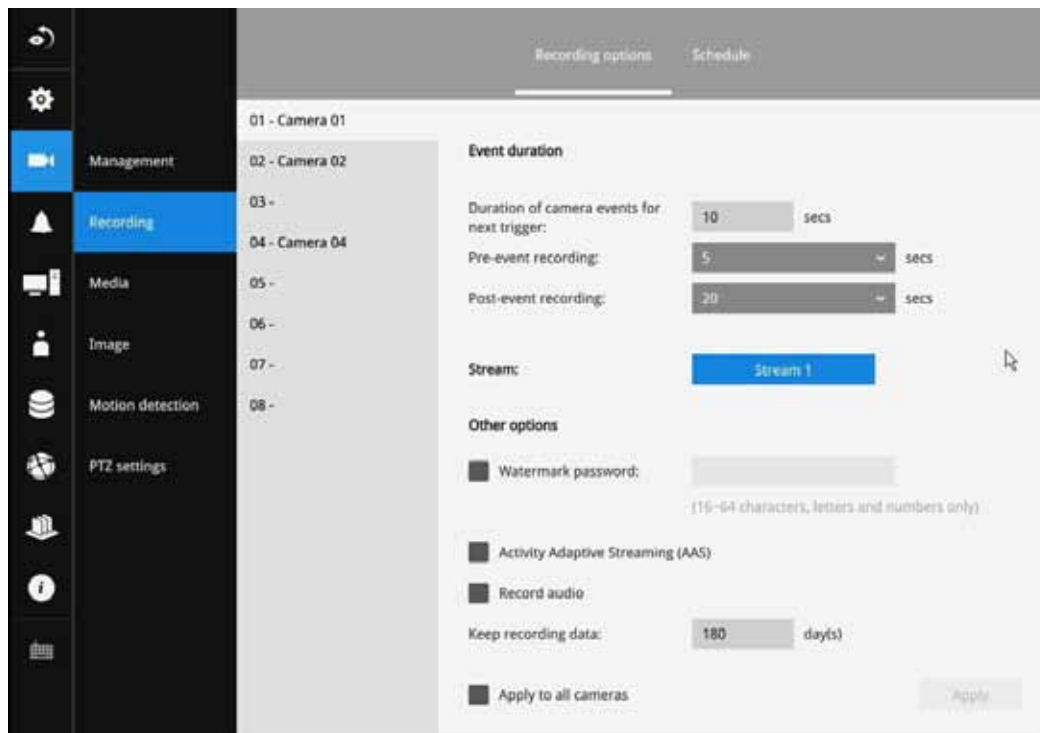 Recording options
Schedule
Management
Recording
Media
Image
Motion detection
PTZ settings
01 - Camera 01
02 - Camera 02
03 -
04 - Camera 04
05 -
06 -
07 -
08 -
Event duration
Duration of camera events for
next trigger:
10 secs
Pre-event recording: 5 secs
Post-event recording: 20 secs
Stream: Stream 1
Other options
Watermark password:
(16~64 characters, letters and numbers only)
Activity Adaptive Streaming (AAS)
Record audio
Keep recording data: 180 day(s)
Apply to all cameras
Apply